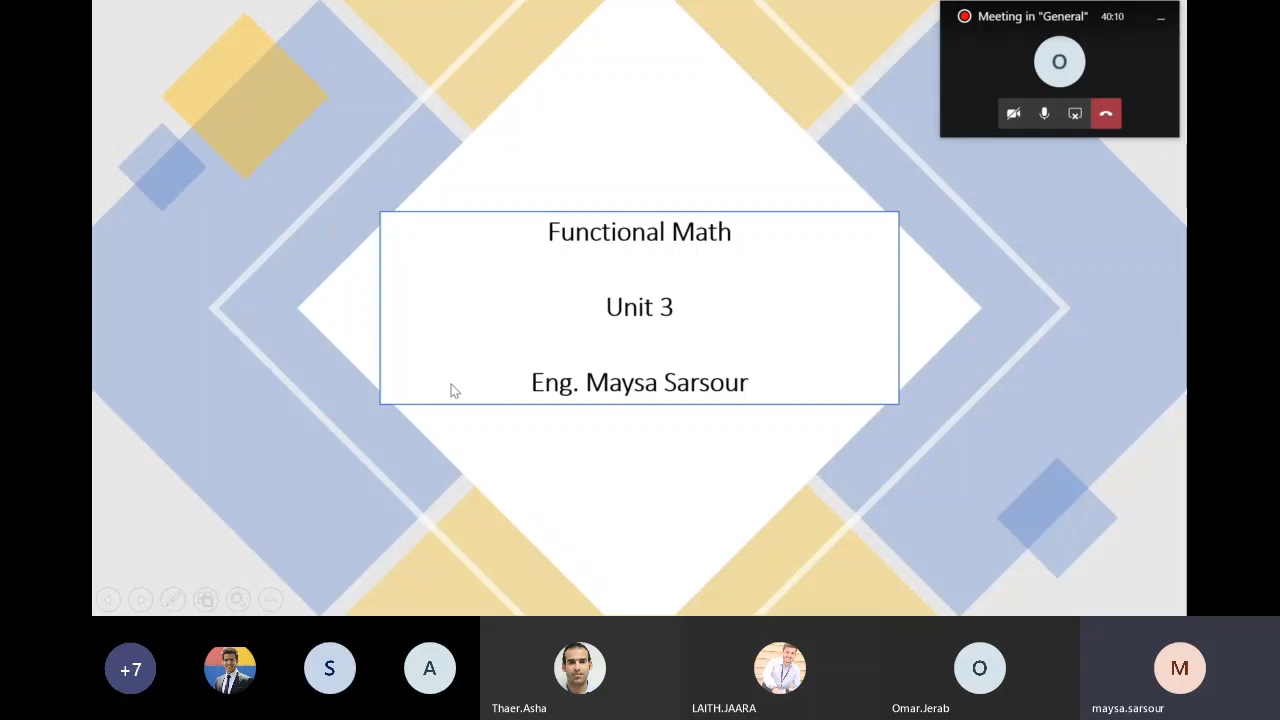 Meeting in "General" 40:10
O
Functional Math
Unit 3
Eng. Maysa Sarsour
+7
S
A
O
M
Thaer.Asha
LAITH.JAARA
Omar.Jerab
maysa.sarsour